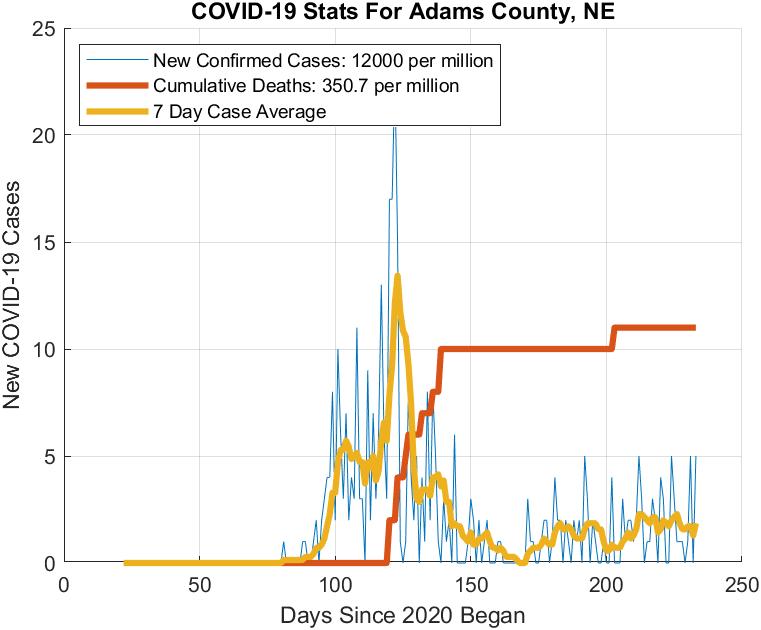 COVID-19 Stats For Adams County, NE
25
20
15
10
5
0
New COVID-19 Cases
New Confirmed Cases: 12000 per million
Cumulative Deaths: 350.7 per million
7 Day Case Average
0
50
100
150
200
250
Days Since 2020 Began